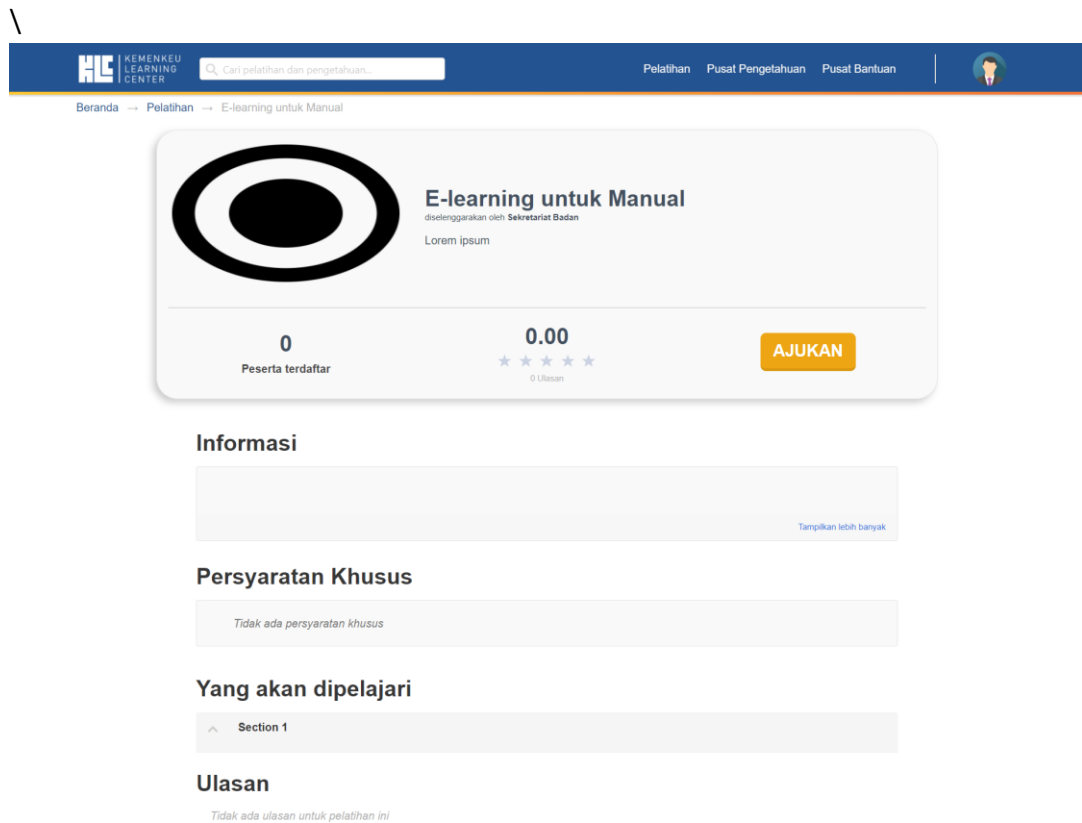 \
KEMENKEU
LEARNING
CENTER
Cari pelatihan dan pengetahuan...
Pelatihan Pusat Pengetahuan Pusat Bantuan
Beranda → Pelatihan → E-learning untuk Manual
E-learning untuk Manual
diselenggarakan oleh Sekretariat Badan
Lorem ipsum
0
Peserta terdaftar
0.00
0 Ulasan
AJUKAN
Informasi
Tampilkan lebih banyak
Persyaratan Khusus
Tidak ada persyaratan khusus
Yang akan dipelajari
Section 1
Ulasan
Tidak ada ulasan untuk pelatihan ini